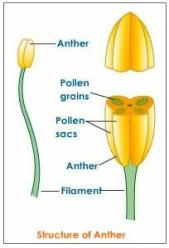 Anther
Pollen
grains
Pollen
sacs
Anther
Filament
Structure of Anther